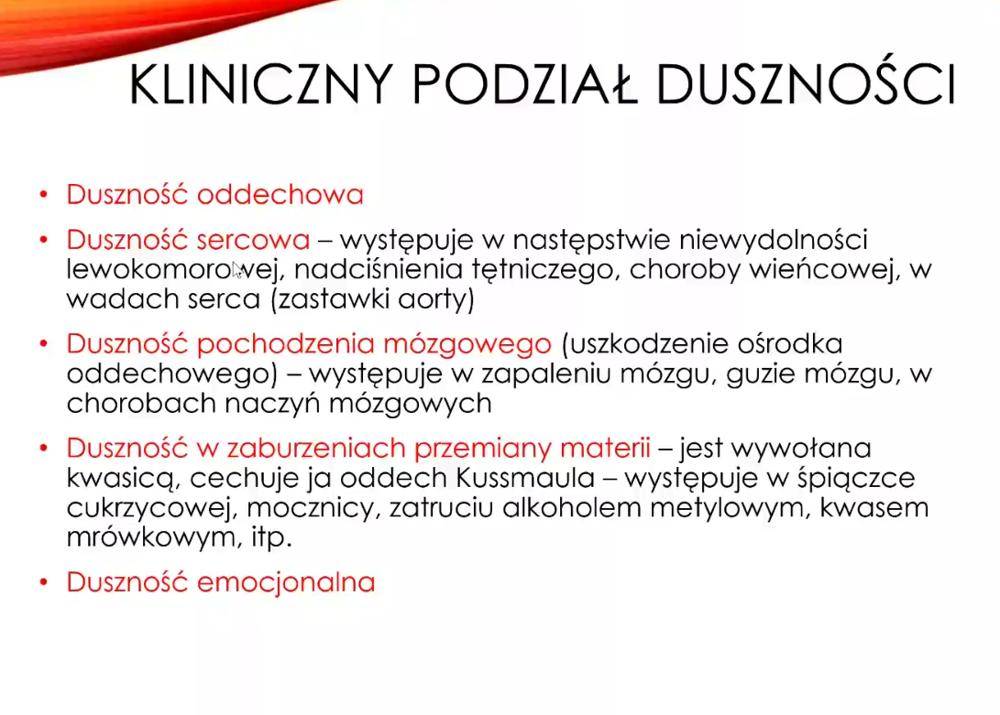 KLINICZNY PODZIAŁ DUSZNOŚCI
• Duszność oddechowa
• Duszność sercowa – występuje w następstwie niewydolności
lewokomorowej, nadciśnienia tętniczego, choroby wieńcowej, w
wadach serca (zastawki aorty)
• Duszność pochodzenia mózgowego (uszkodzenie ośrodka
oddechowego) – występuje w zapaleniu mózgu, guzie mózgu, w
chorobach naczyń mózgowych
• Duszność w zaburzeniach przemiany materii – jest wywołana
kwasicą, cechuje ja oddech Kussmaula – występuje w śpiączce
cukrzycowej, mocznicy, zatruciu alkoholem metylowym, kwasem
mrówkowym, itp.
• Duszność emocjonalna